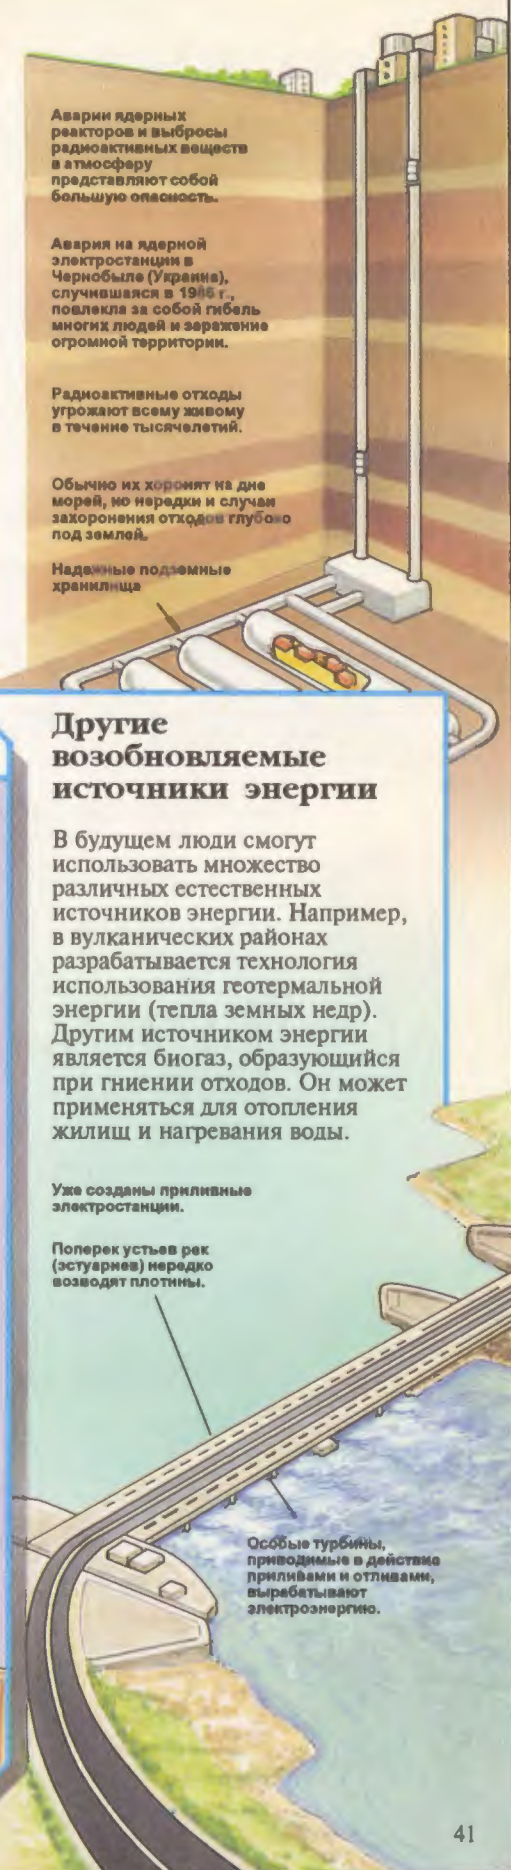 Аварии ядерных
реакторов и выбросы
радиоактивных веществ
в атмосферу
представляют собой
большую опасность.
Авария на ядерной
электростанции в
Чернобыле (Украина),
случившаяся в 1986 г.,
повлекла за собой гибель
многих людей и заражение
огромной территории.
Радиоактивные отходы
угрожают всему живому
в течение тысячелетий.
Обычно их хоронят на дне
морей, но нередки и случаи
захоронения отходов глубоко
под землей.
Надежные подземные
хранилища
Другие
возобновляемые
источники энергии
В будущем люди смогут
использовать множество
различных естественных
источников энергии. Например,
в вулканических районах
разрабатывается технология
использования геотермальной
энергии (тепла земных недр).
Другим источником энергии
является биогаз, образующийся
при гниении отходов. Он может
применяться для отопления
жилищ и нагревания воды.
Уже созданы приливные
электростанции.
Поперек устьев рек
(эстуариев) нередко
возводят плотины.
Особые турбины,
приводимые в действие
приливами и отливами,
вырабатывают
электроэнергию.
41